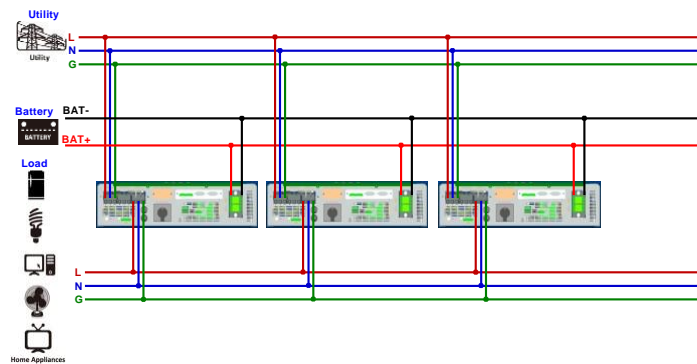 Utility
L
N
G
Utility
Battery
BAT-
BATTERY
BAT+
Load
L
N
G
Home Appliances